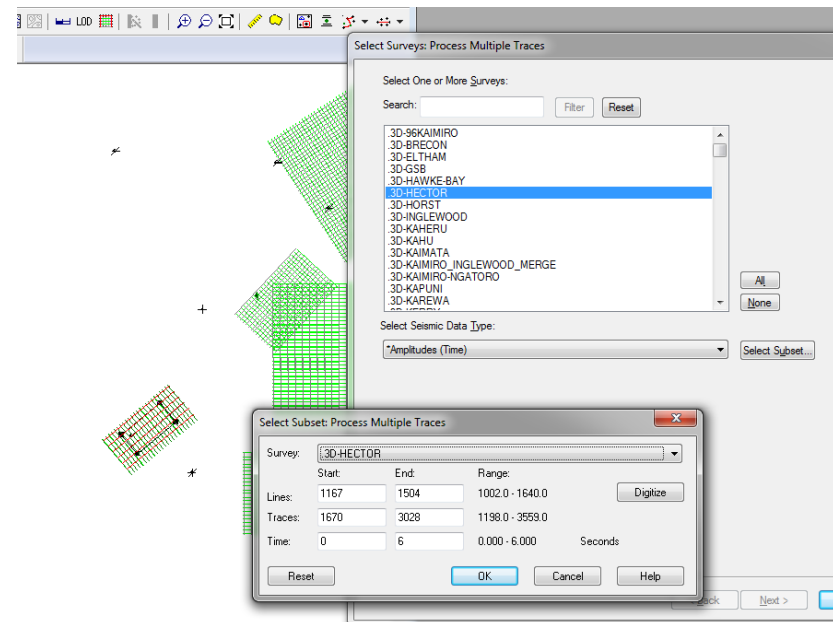 LOD
Select Surveys: Process Multiple Traces
Select One or More Surveys:
Search:
Filter
Reset
.3D-96KAIMIRO
.3D-BRECON
.3D-ELTHAM
.3D-GSB
.3D-HAWKE-BAY
.3D-HECTOR
.3D-HORST
.3D-INGLEWOOD
.3D-KAHERU
.3D-KAHU
.3D-KAIMATA
.3D-KAIMIRO_INGLEWOOD_MERGE
.3D-KAIMIRO-NGATORO
.3D-KAPUNI
.3D-KAREWA
All
None
Select Seismic Data Type:
*Amplitudes (Time)
Select Subset...
Select Subset: Process Multiple Traces
Survey: .3D-HECTOR
Start: End: Range:
Lines: 1167 1504 1002.0 - 1640.0 Digitize
Traces: 1670 3028 1198.0 - 3559.0
Time: 0 6 0.000 - 6.000 Seconds
Reset OK Cancel Help
Next >